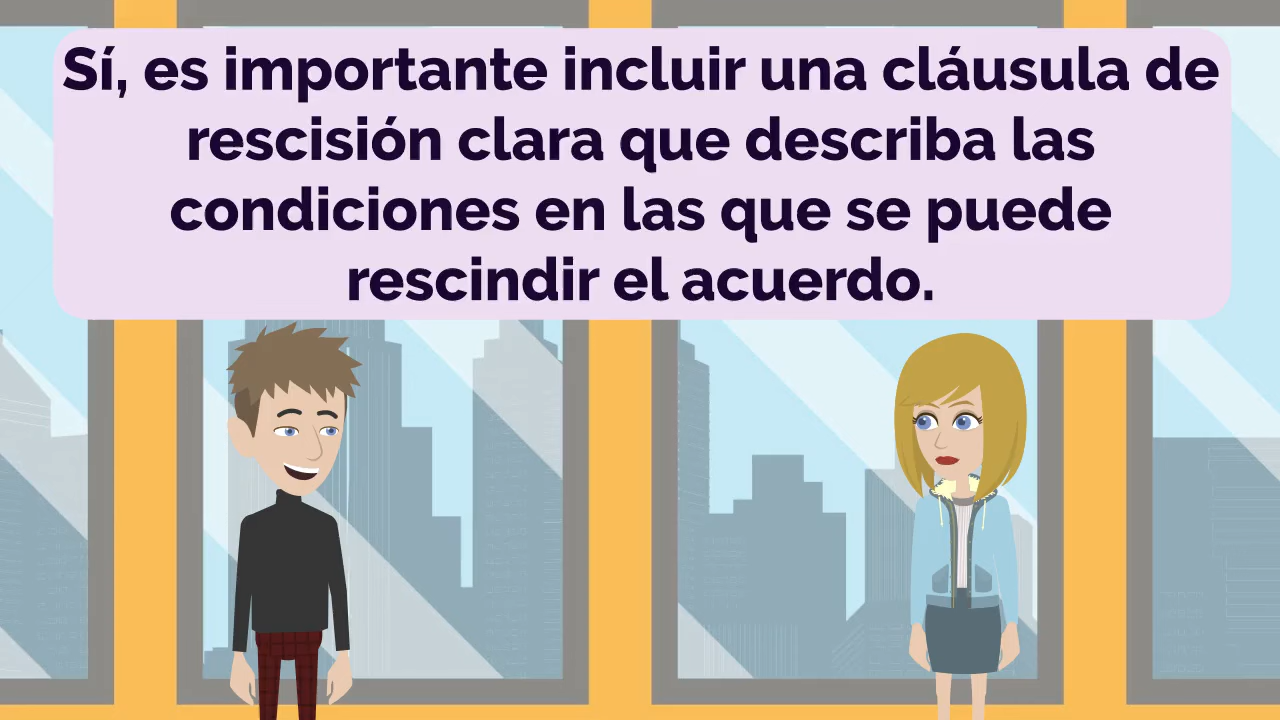 Sí, es importante incluir una cláusula de
rescisión clara que describa las
condiciones en las que se puede
rescindir el acuerdo.